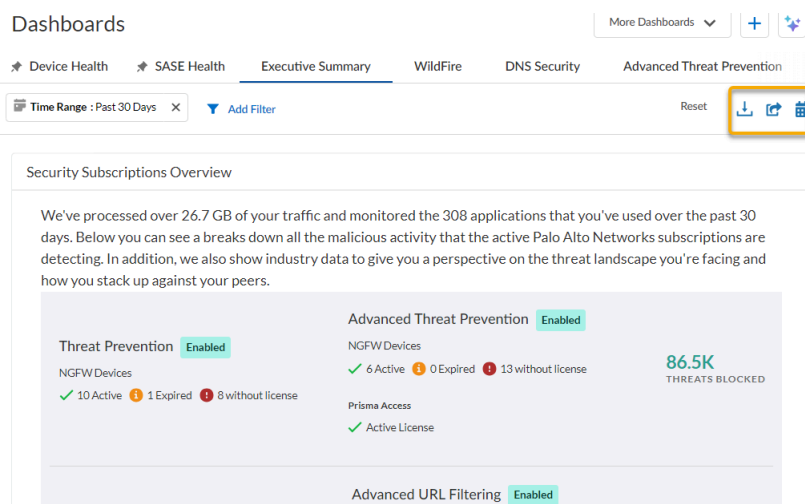 Dashboards
More Dashboards
Device Health
SASE Health
Executive Summary
WildFire
DNS Security
Advanced Threat Prevention
Time Range : Past 30 Days
Add Filter
Reset
Security Subscriptions Overview
We've processed over 26.7 GB of your traffic and monitored the 308 applications that you've used over the past 30
days. Below you can see a breaks down all the malicious activity that the active Palo Alto Networks subscriptions are
detecting. In addition, we also show industry data to give you a perspective on the threat landscape you're facing and
how you stack up against your peers.
Threat Prevention Enabled
NGFW Devices
10 Active 1 Expired 8 without license
Advanced Threat Prevention Enabled
NGFW Devices
6 Active 0 Expired 13 without license
Prisma Access
Active License
86.5K
THREATS BLOCKED
Advanced URL Filtering Enabled